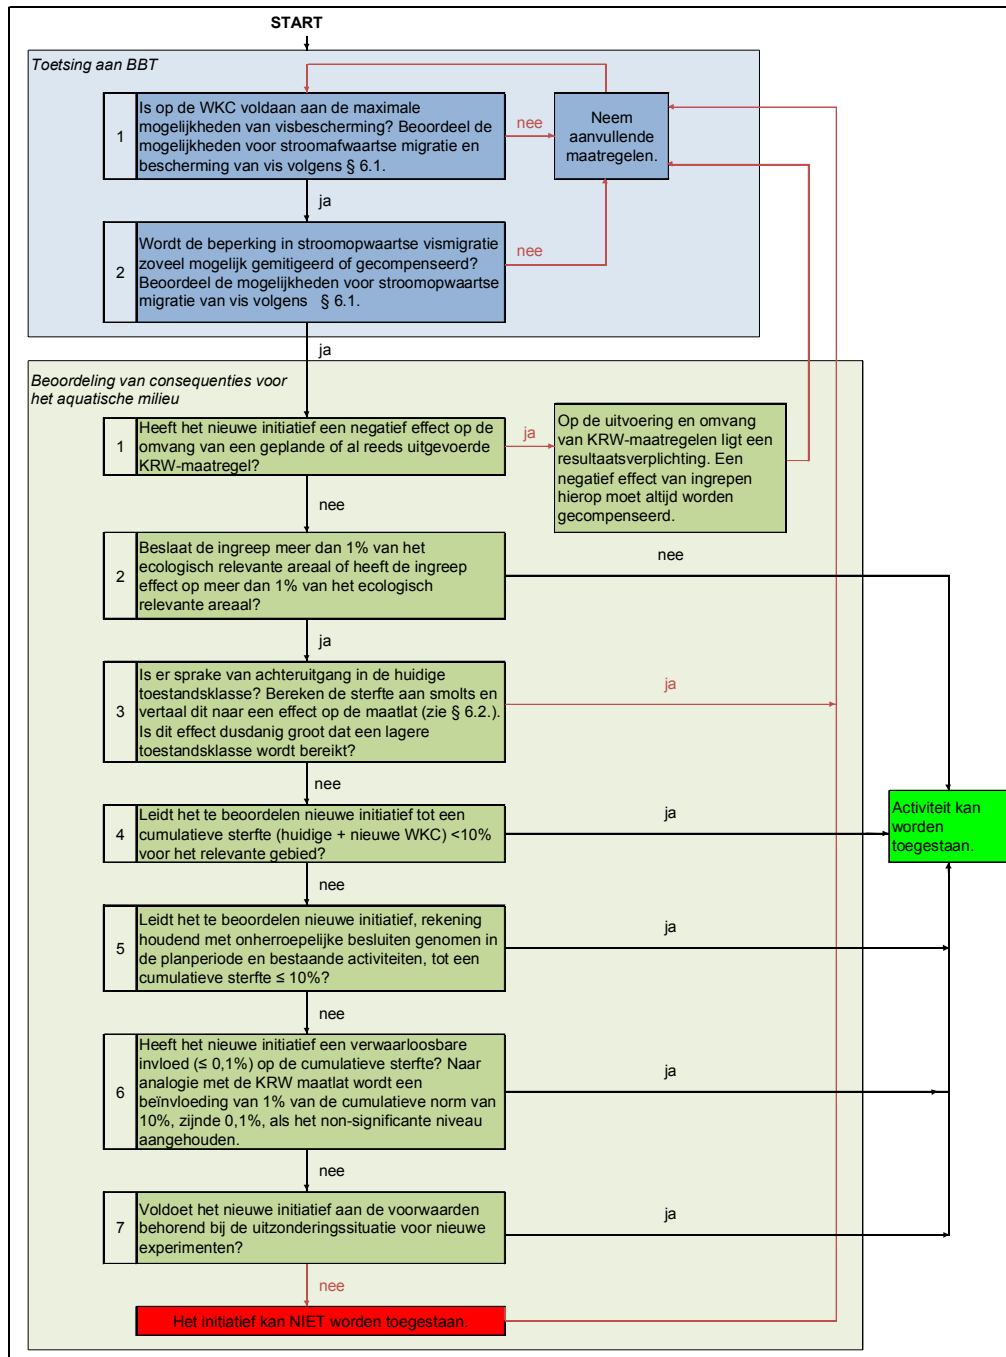 START
Toetsing aan BBT
1
Is op de WKC voldaan aan de maximale
mogelijkheden van visbescherming? Beoordeel de
mogelijkheden voor stroomafwaartse migratie en
bescherming van vis volgens § 6.1.
nee
Neem
aanvullende
maatregelen.
ja
2
Wordt de beperking in stroomopwaartse vismigratie
zoveel mogelijk gemitigeerd of gecompenseerd?
Beoordeel de mogelijkheden voor stroomopwaartse
migratie van vis volgens § 6.1.
nee
ja
Beoordeling van consequenties voor
het aquatische milieu
1
Heeft het nieuwe initiatief een negatief effect op de
omvang van een geplande of al reeds uitgevoerde
KRW-maatregel?
ja
Op de uitvoering en omvang
van KRW-maatregelen ligt een
resultaatsverplichting. Een
negatief effect van ingrepen
hierop moet altijd worden
gecompenseerd.
nee
2
Beslaat de ingreep meer dan 1% van het
ecologisch relevante areaal of heeft de ingreep
effect op meer dan 1% van het ecologisch
relevante areaal?
nee
ja
3
Is er sprake van achteruitgang in de huidige
toestandsklasse? Bereken de sterfte aan smolts en
vertaal dit naar een effect op de maatlat (zie § 6.2.).
Is dit effect dusdanig groot dat een lagere
toestandsklasse wordt bereikt?
ja
nee
4
Leidt het te beoordelen nieuwe initiatief tot een
cumulatieve sterfte (huidige + nieuwe WKC) <10%
voor het relevante gebied?
ja
Activiteit kan
worden
toegestaan.
nee
5
Leidt het te beoordelen nieuwe initiatief, rekening
houdend met onherroepelijke besluiten genomen in
de planperiode en bestaande activiteiten, tot een
cumulatieve sterfte ≤ 10%?
ja
nee
6
Heeft het nieuwe initiatief een verwaarloosbare
invloed (≤ 0,1%) op de cumulatieve sterfte? Naar
analogie met de KRW maatlat wordt een
beïnvloeding van 1% van de cumulatieve norm van
10%, zijnde 0,1%, als het non-significante niveau
aangehouden.
ja
nee
7
Voldoet het nieuwe initiatief aan de voorwaarden
behorend bij de uitzonderingssituatie voor nieuwe
experimenten?
ja
nee
Het initiatief kan NIET worden toegestaan.